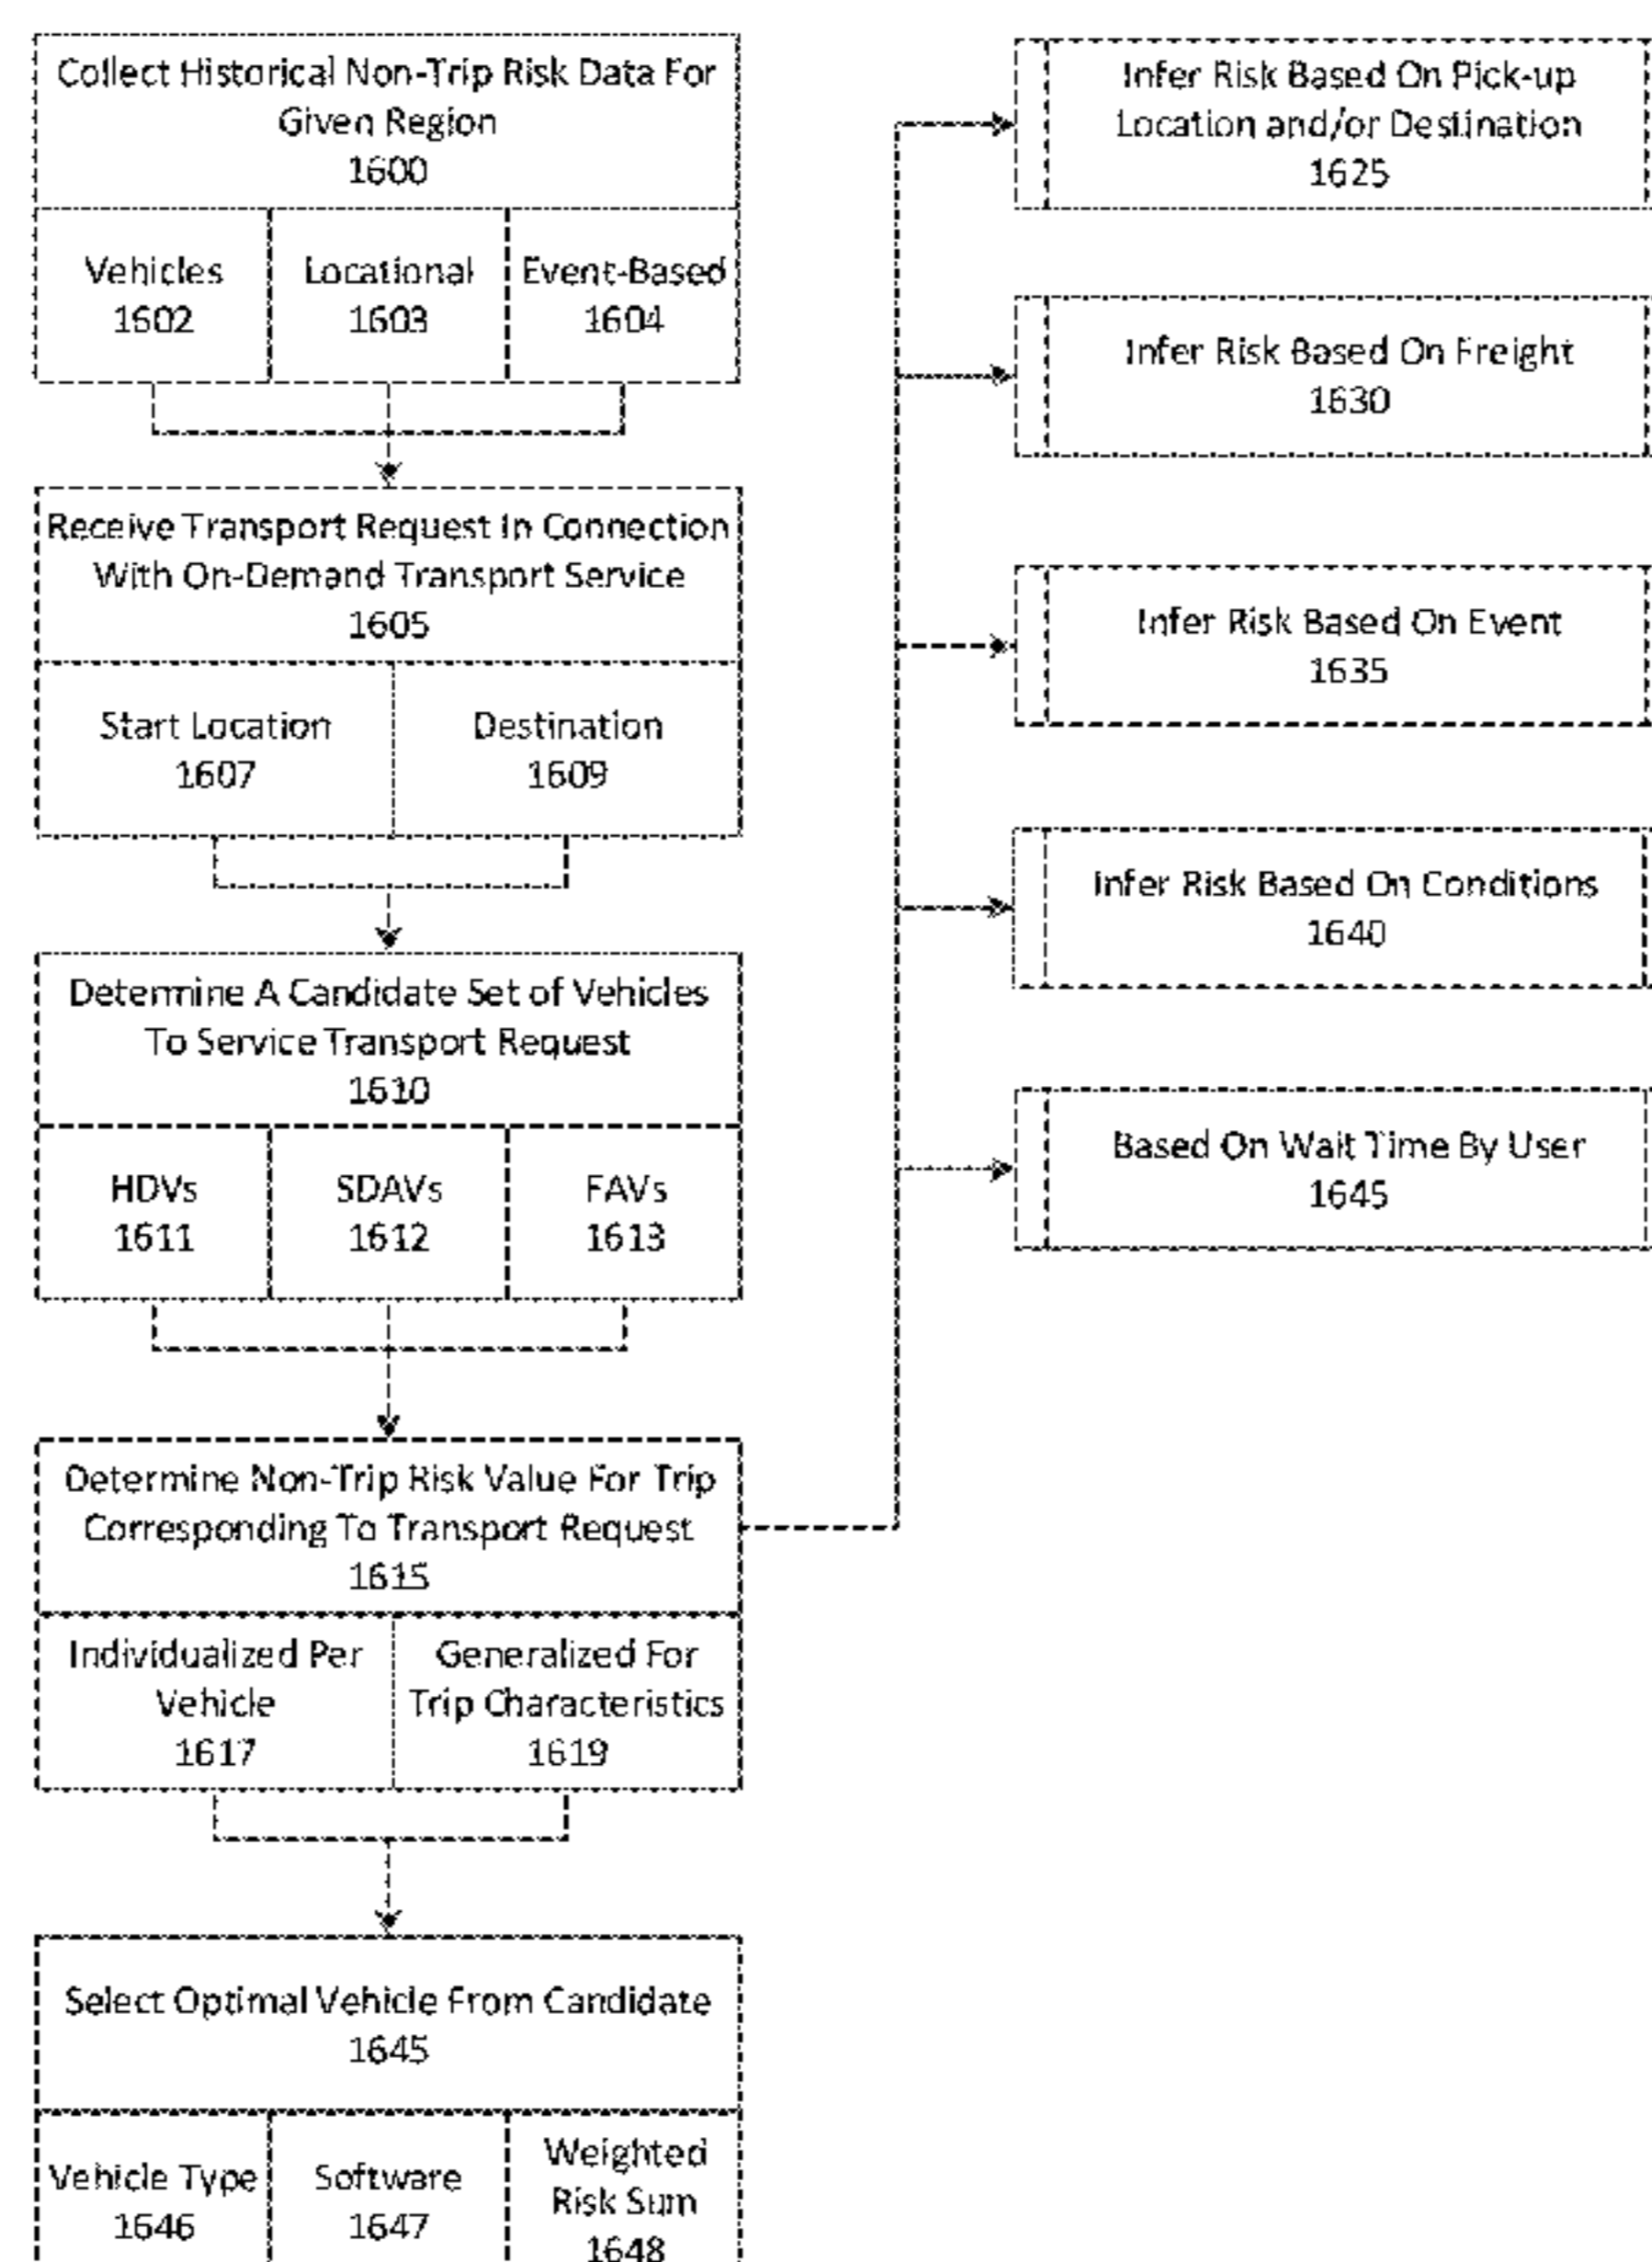 Collect Historical Non-Trip Risk Data For
Given Region
1600
Vehicles
1602
Locational
1603
Event-Based
1604
Receive Transport Request In Connection
With On-Demand Transport Service
1605
Start Location
1607
Destination
1609
Determine A Candidate Set of Vehicles
To Service Transport Request
1610
HDVs
1611
SDAVs
1612
FAVs
1613
Determine Non-Trip Risk Value For Trip
Corresponding To Transport Request
1615
Individualized Per
Vehicle
1617
Generalized For
Trip Characteristics
1619
Select Optimal Vehicle From Candidate
1645
Vehicle Type
1646
Software
1647
Weighted
Risk Sum
1648
Infer Risk Based On Pick-up
Location and/or Destination
1625
Infer Risk Based On Freight
1630
Infer Risk Based On Event
1635
Infer Risk Based On Conditions
1640
Based On Wait Time By User
1645